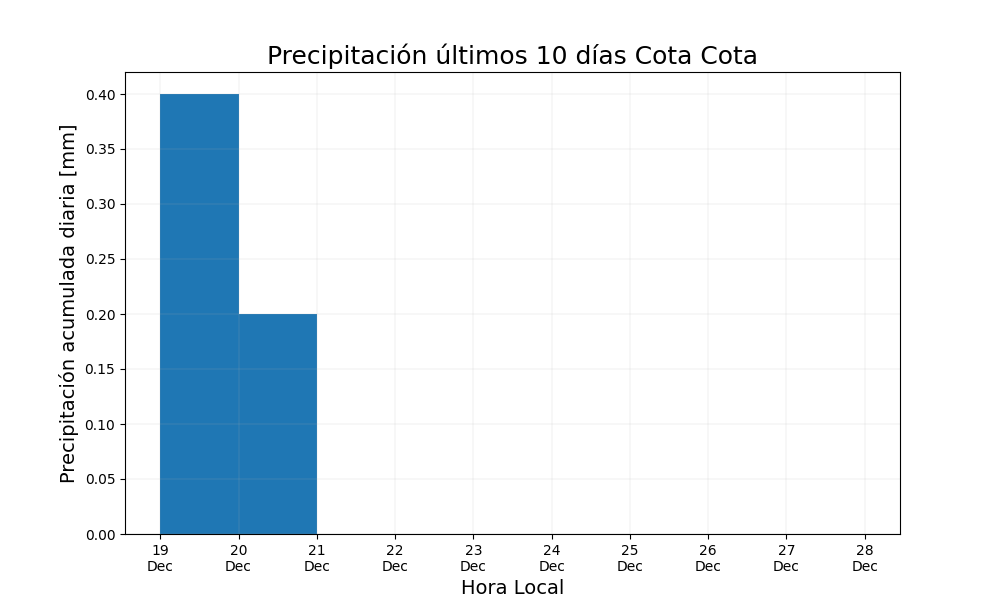 Precipitación últimos 10 días Cota Cota
Precipitación acumulada diaria [mm]
0.40
0.35
0.30
0.25
0.20
0.15
0.10
0.05
0.00
19 20 21 22 23 24 25 26 27 28
Dec Dec Dec Dec Dec Dec Dec Dec Dec Dec
Hora Local